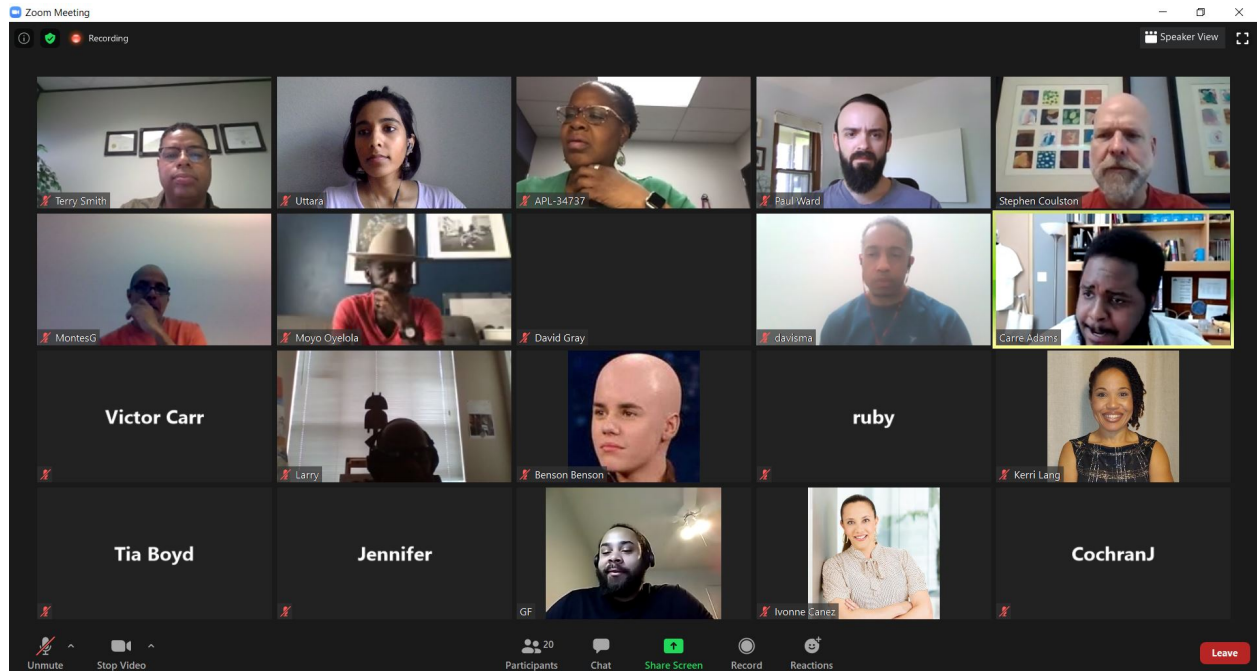 Zoom Meeting
Recording
Speaker View
Terry Smith
Uttara
APL-34737
Paul Ward
Stephen Coulston
MontesG
Moyo Oyelola
David Gray
davisma
Carre Adams
Victor Carr
Larry
Benson Benson
ruby
Kerri Lang
Tia Boyd
Jennifer
GF
Ivonne Canez
CochranJ
Unmute
Stop Video
20
Participants
Chat
Share Screen
Record
Reactions
Leave